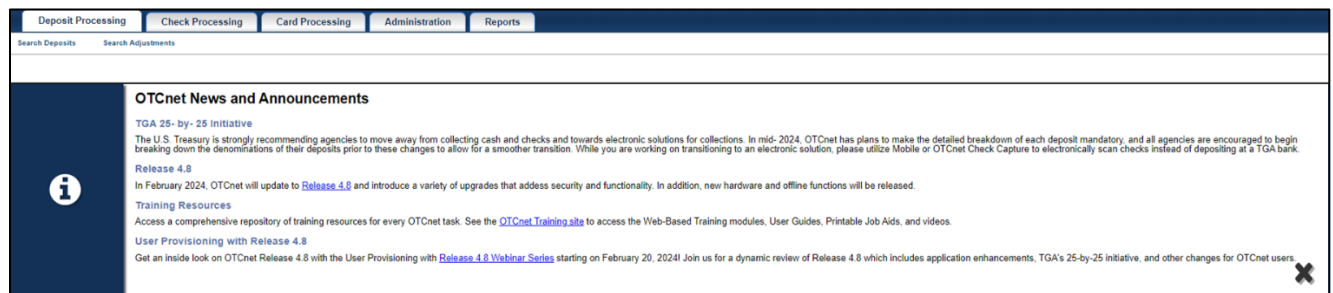 Deposit Processing Check Processing Card Processing Administration Reports
Search Deposits Search Adjustments
OTCnet News and Announcements
TGA 25- by- 25 Initiative
The U.S. Treasury is strongly recommending agencies to move away from collecting cash and checks and towards electronic solutions for collections. In mid- 2024, OTCnet has plans to make the detailed breakdown of each deposit mandatory, and all agencies are encouraged to begin
breaking down the denominations of their deposits prior to these changes to allow for a smoother transition. While you are working on transitioning to an electronic solution, please utilize Mobile or OTCnet Check Capture to electronically scan checks instead of depositing at a TGA bank.
Release 4.8
In February 2024, OTCnet will update to Release 4.8 and introduce a variety of upgrades that addess security and functionality. In addition, new hardware and offline functions will be released.
Training Resources
Access a comprehensive repository of training resources for every OTCnet task. See the OTCnet Training site to access the Web-Based Training modules, User Guides, Printable Job Aids, and videos.
User Provisioning with Release 4.8
Get an inside look on OTCnet Release 4.8 with the User Provisioning with Release 4.8 Webinar Series starting on February 20, 2024! Join us for a dynamic review of Release 4.8 which includes application enhancements, TGA's 25-by-25 initiative, and other changes for OTCnet users.